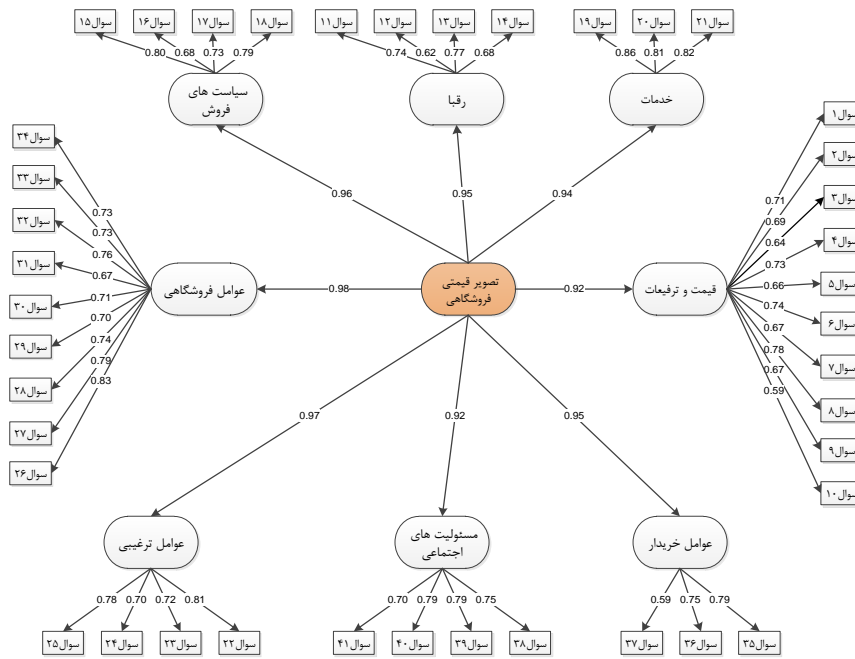 سوال۱۵
سوال۱۶
سوال۱۷
سوال۱۸
سوال۱۱
سوال۱۲
سوال۱۳
سوال۱۴
سوال۱۹
سوال۲۰
سوال۲۱
0.80
0.68
0.73
0.79
0.74
0.62
0.77
0.68
0.86
0.81
0.82
سیاست های
فروش
رقبا
خدمات
0.96
0.95
0.94
سوال۳۴
سوال۳۳
سوال۳۲
سوال۳۱
سوال۳۰
سوال۲۹
سوال۲۸
سوال۲۷
سوال۲۶
0.73
0.73
0.76
0.67
0.71
0.70
0.74
0.79
0.83
عوامل فروشگاهی
0.98
تصویر قیمتی
فروشگاهی
0.92
قیمت و ترفیعات
0.71
0.69
0.64
0.73
0.66
0.74
0.67
0.78
0.67
0.59
سوال۱
سوال۲
سوال۳
سوال۴
سوال۵
سوال۶
سوال۷
سوال۸
سوال۹
سوال۱۰
0.97
0.92
0.95
عوامل ترغیبی
مسئولیت های
اجتماعی
عوامل خریدار
0.78
0.70
0.72
0.81
0.70
0.79
0.79
0.75
0.59
0.75
0.79
سوال۲۵
سوال۲۴
سوال۲۳
سوال۲۲
سوال۴۱
سوال۴۰
سوال۳۹
سوال۳۸
سوال۳۷
سوال۳۶
سوال۳۵